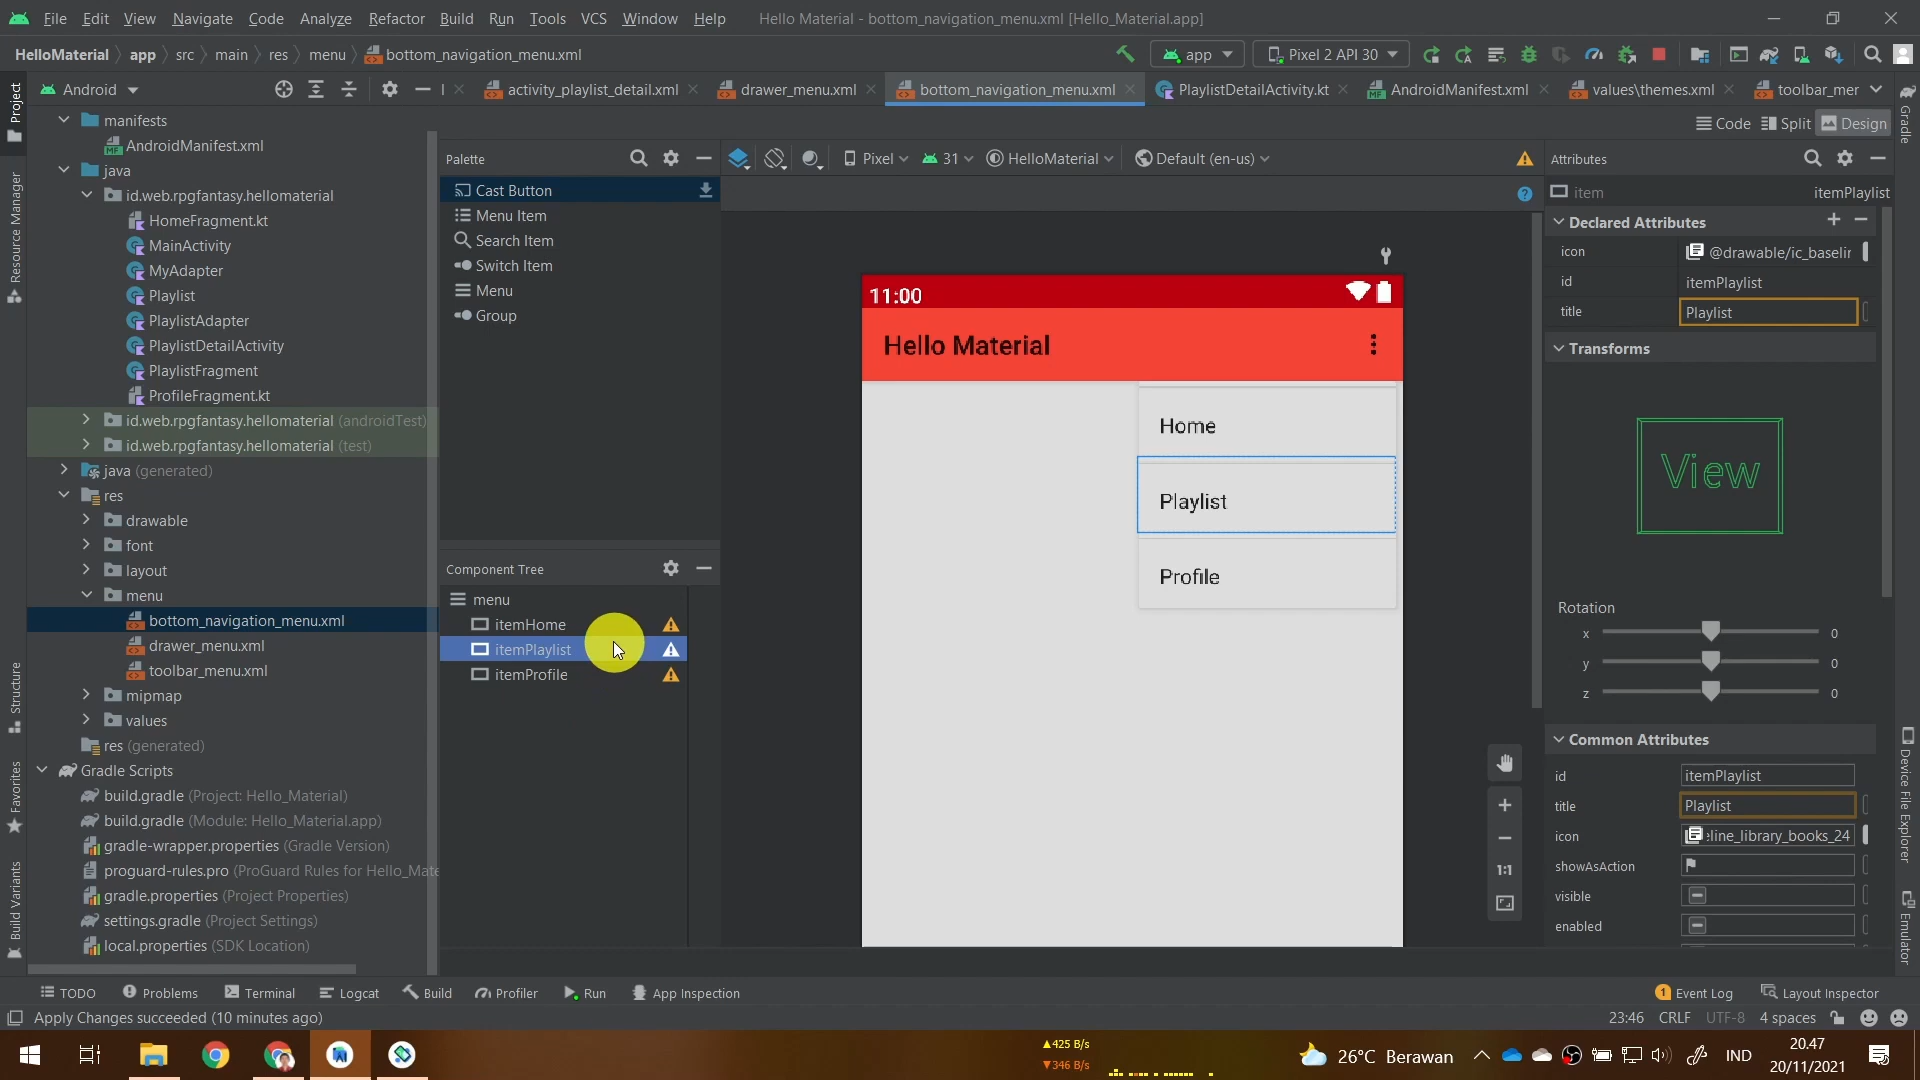 File Edit View Navigate Code Analyze Refactor Build Run Tools VCS Window Help Hello Material - bottom_navigation_menu.xml [Hello_Material.app]
HelloMaterial app src main res menu bottom_navigation_menu.xml app Pixel 2 API 30
Project Android activity_playlist_detail.xml drawer_menu.xml bottom_navigation_menu.xml PlaylistDetailActivity.kt AndroidManifest.xml values\themes.xml toolbar_mer Gradle
Code Split Design
manifests
AndroidManifest.xml
java
id.web.rpgfantasy.hellomaterial
HomeFragment.kt
MainActivity
MyAdapter
Playlist
PlaylistAdapter
PlaylistDetailActivity
PlaylistFragment
ProfileFragment.kt
id.web.rpgfantasy.hellomaterial (androidTest)
id.web.rpgfantasy.hellomaterial (test)
java (generated)
res
drawable
font
layout
menu
bottom_navigation_menu.xml
drawer_menu.xml
toolbar_menu.xml
mipmap
values
res (generated)
Gradle Scripts
build.gradle (Project: Hello_Material)
build.gradle (Module: Hello_Material.app)
gradle-wrapper.properties (Gradle Version)
proguard-rules.pro (ProGuard Rules for Hello_Mate
gradle.properties (Project Properties)
settings.gradle (Project Settings)
local.properties (SDK Location)
Resource Manager
Structure
Favorites
Build Variants
Palette
Cast Button
Menu Item
Search Item
Switch Item
Menu
Group
Component Tree
menu
itemHome
itemPlaylist
itemProfile
Pixel 31 HelloMaterial Default (en-us)
11:00
Hello Material
Home
Playlist
Profile
1:1
Attributes
item itemPlaylist
Declared Attributes
icon @drawable/ic_baselir
id itemPlaylist
title Playlist
Transforms
View
Rotation
x 0
y 0
z 0
Common Attributes
id itemPlaylist
title Playlist
icon :line_library_books_24
showAsAction
visible
enabled
Device File Explorer
Emulator
TODO Problems Terminal Logcat Build Profiler Run App Inspection 1 Event Log Layout Inspector
Apply Changes succeeded (10 minutes ago) 23:46 CRLF UTF-8 4 spaces
425 B/s
346 B/s
26°C Berawan IND
20.47
20/11/2021